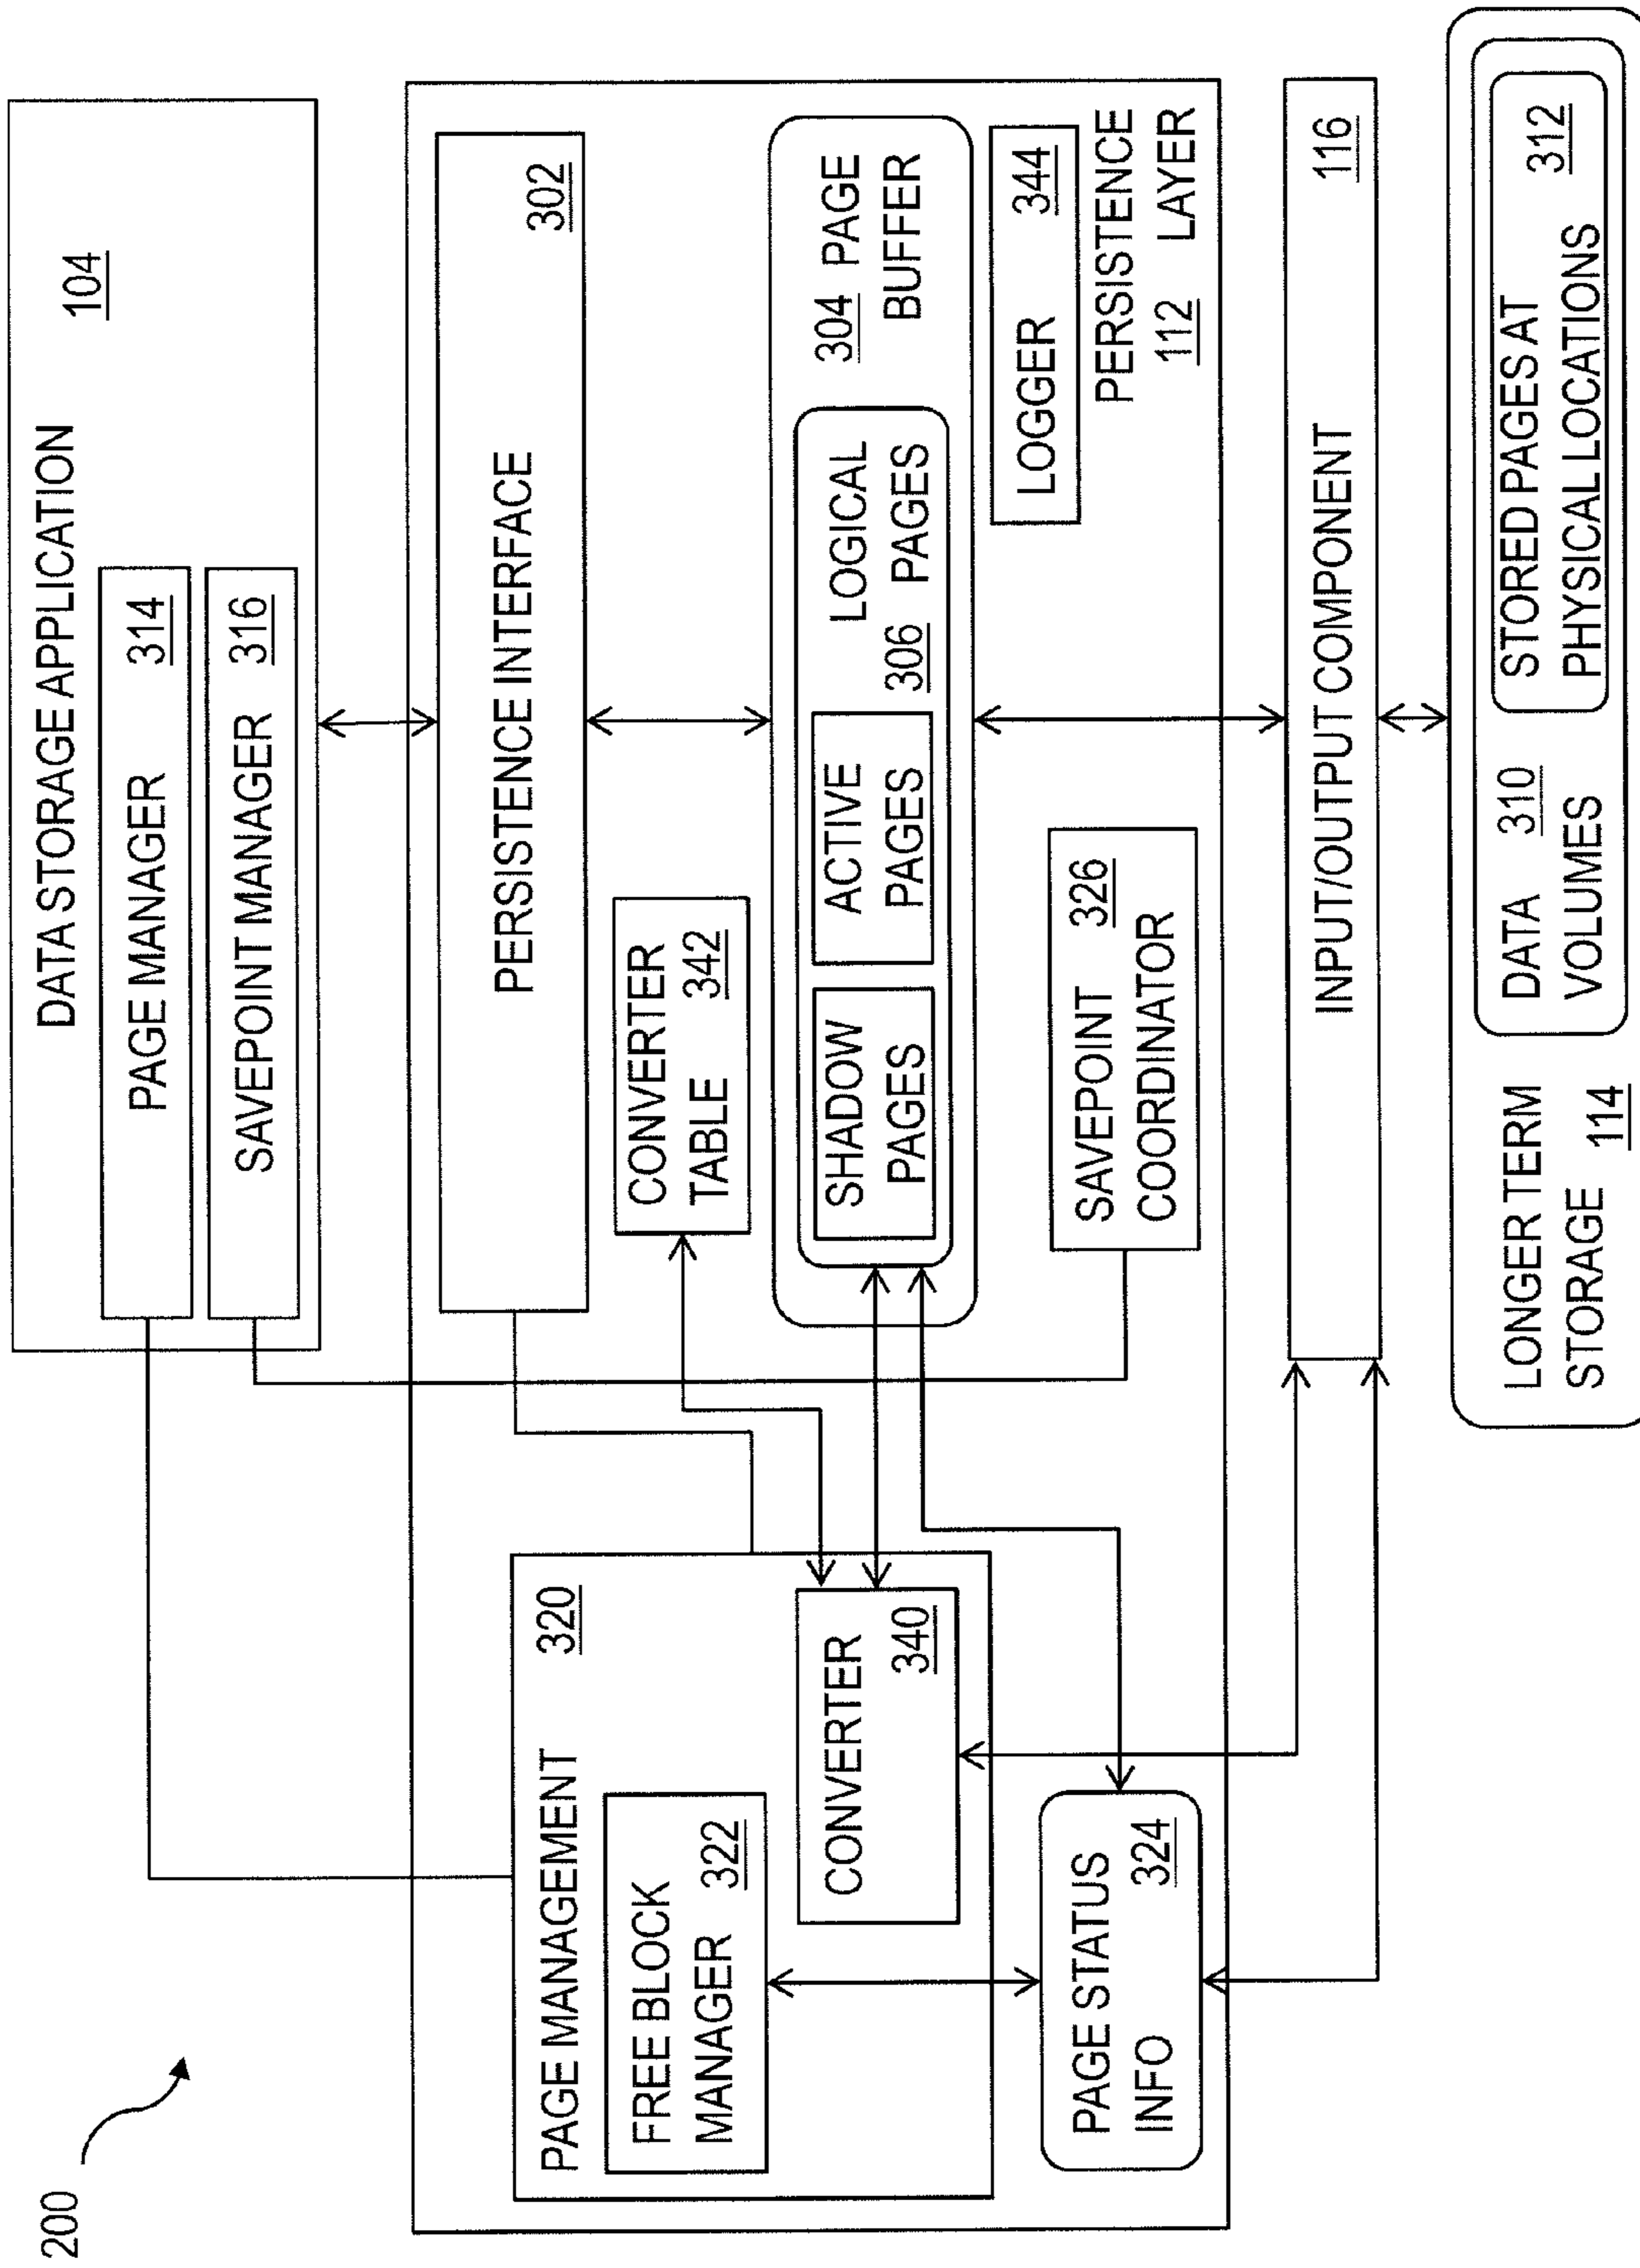 200
DATA STORAGE APPLICATION
104
PAGE MANAGER 314
SAVEPOINT MANAGER 316
PERSISTENCE INTERFACE
302
PAGE MANAGEMENT 320
FREE BLOCK
MANAGER 322
CONVERTER
340
CONVERTER
TABLE 342
SHADOW
PAGES
ACTIVE
PAGES
LOGICAL
306 PAGES
304 PAGE
BUFFER
PAGE STATUS
INFO 324
SAVEPOINT 326
COORDINATOR
LOGGER 344
PERSISTENCE
112 LAYER
INPUT/OUTPUT COMPONENT 116
LONGER TERM
STORAGE 114
DATA 310
VOLUMES
STORED PAGES AT
PHYSICAL LOCATIONS 312